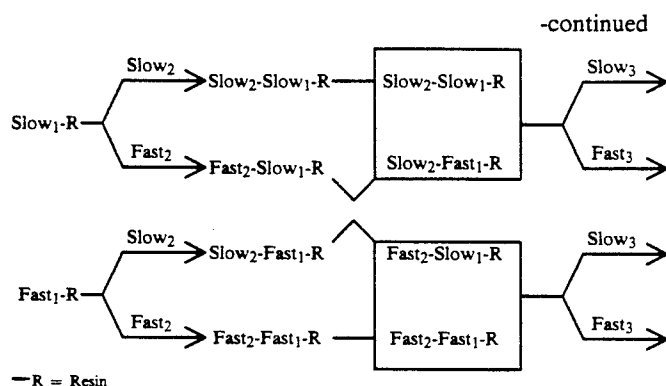 -continued
Slow2
Slow2-Slow1-R
Slow2-Slow1-R
Slow3
Slow1-R
Fast2
Fast2-Slow1-R
Slow2-Fast1-R
Fast3
Slow2
Slow2-Fast1-R
Fast2-Slow1-R
Slow3
Fast1-R
Fast2
Fast2-Fast1-R
Fast2-Fast1-R
Fast3
—R = Resin